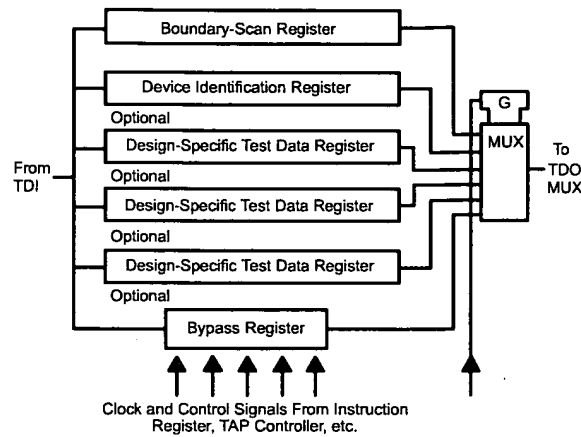 Boundary-Scan Register
Device Identification Register
Optional
Design-Specific Test Data Register
Optional
Design-Specific Test Data Register
Optional
Design-Specific Test Data Register
Optional
Bypass Register
From
TDI
G
MUX
To
TDO
MUX
Clock and Control Signals From Instruction
Register, TAP Controller, etc.